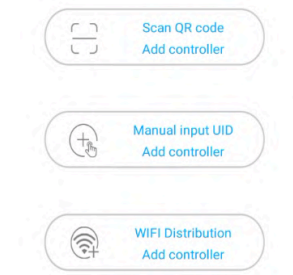 Scan QR code
Add controller
Manual input UID
Add controller
WIFI Distribution
Add controller